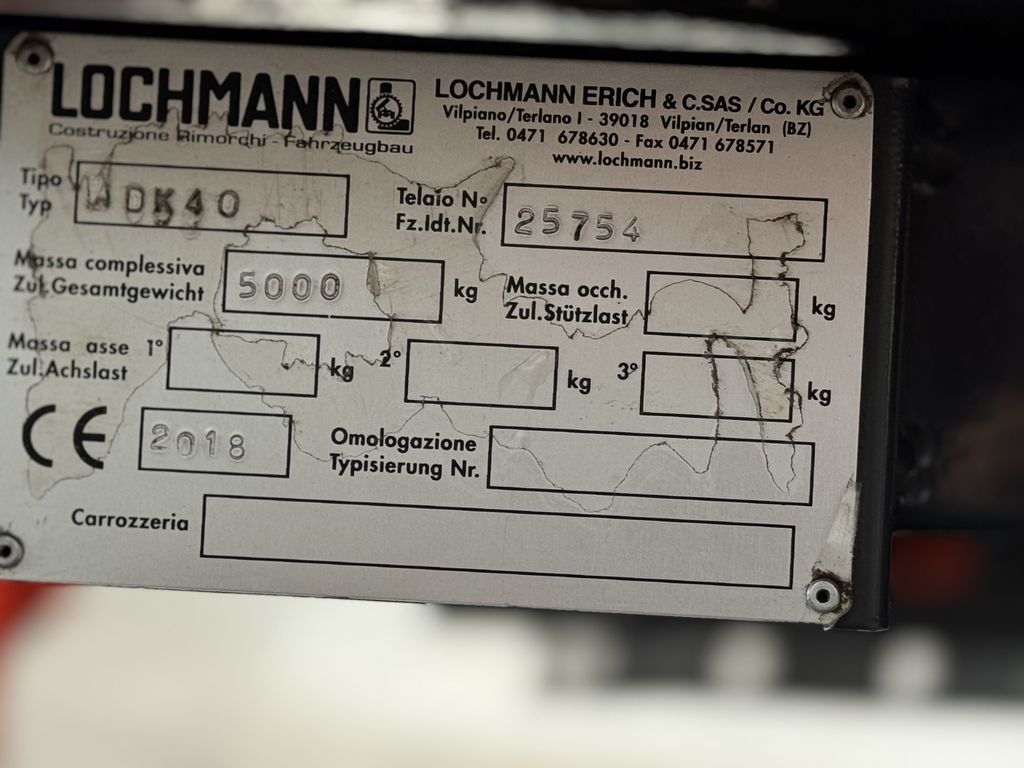 LOCHMANN
Costruzione Rimorchi - Fahrzeugbau
LOCHMANN ERICH & C.SAS / Co. KG
Vilpiano/Terlano I - 39018 Vilpian/Terlan (BZ)
Tel. 0471 678630 - Fax 0471 678571
www.lochmann.biz
Tipo
Typ
WDK40
Telaio No
Fz.Idt.Nr.
25754
Massa complessiva
Zul.Gesamtgewicht
5000 kg
Massa occh.
Zul.Stützlast
kg
Massa asse 1°
Zul.Achslast
kg 2° kg 3° kg
CE 2018
Omologazione
Typisierung Nr.
Carrozzeria